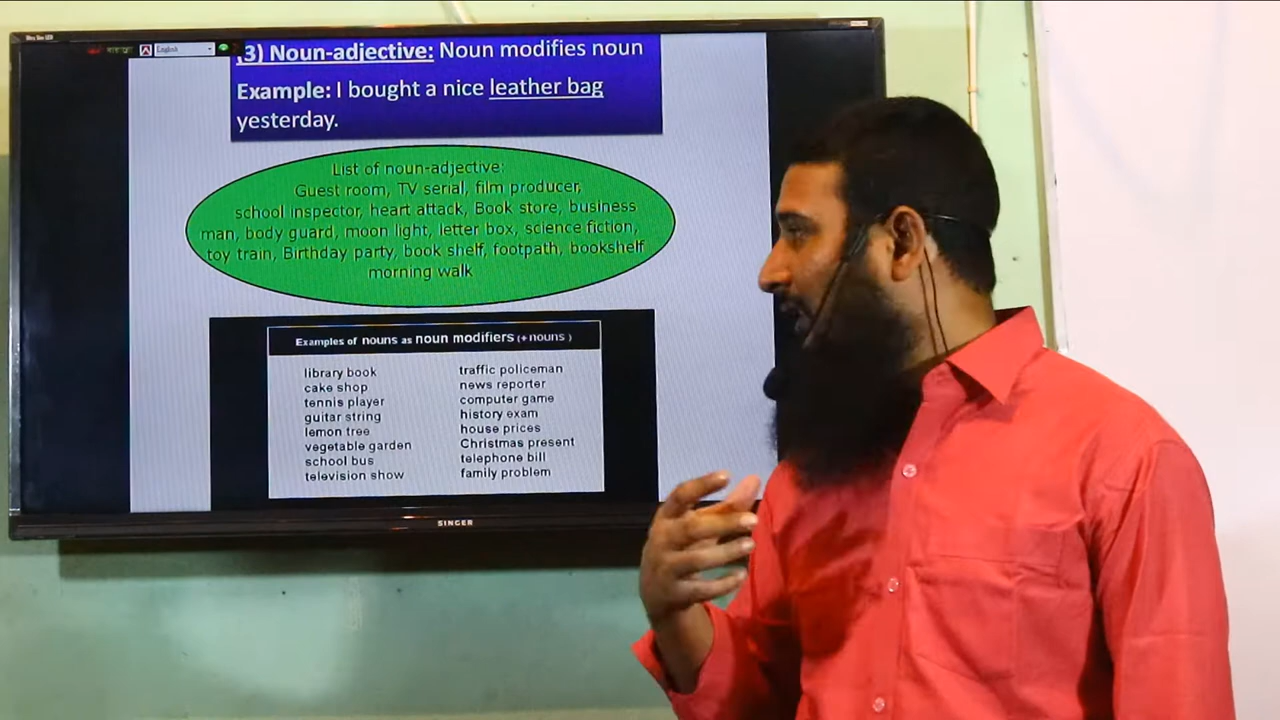 English
(3) Noun-adjective: Noun modifies noun
Example: I bought a nice leather bag
yesterday.
List of noun-adjective:
Guest room, TV serial, film producer,
school inspector, heart attack, Book store, business
man, body guard, moon light, letter box, science fiction,
toy train, Birthday party, book shelf, footpath, bookshelf
morning walk
Examples of nouns as noun modifiers (+ nouns )
library book
cake shop
tennis player
guitar string
lemon tree
vegetable garden
school bus
television show
traffic policeman
news reporter
computer game
history exam
house prices
Christmas present
telephone bill
family problem
SINGER